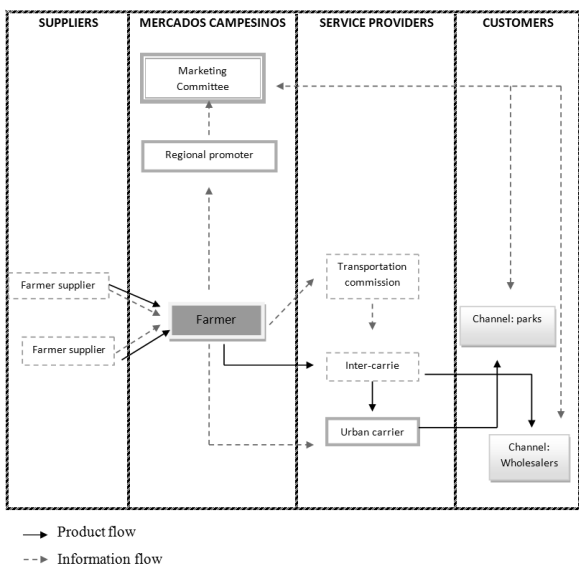 SUPPLIERS
MERCADOS CAMPESINOS
SERVICE PROVIDERS
CUSTOMERS
Marketing
Committee
Regional promoter
Transportation
commission
Farmer supplier
Farmer
Channel: parks
Farmer supplier
Inter-carrie
Urban carrier
Channel:
Wholesalers
Product flow
Information flow